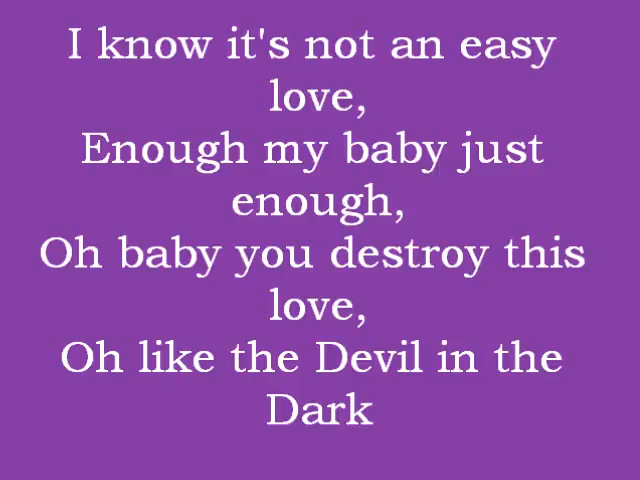 I know it's not an easy
love,
Enough my baby just
enough,
Oh baby you destroy this
love,
Oh like the Devil in the
Dark